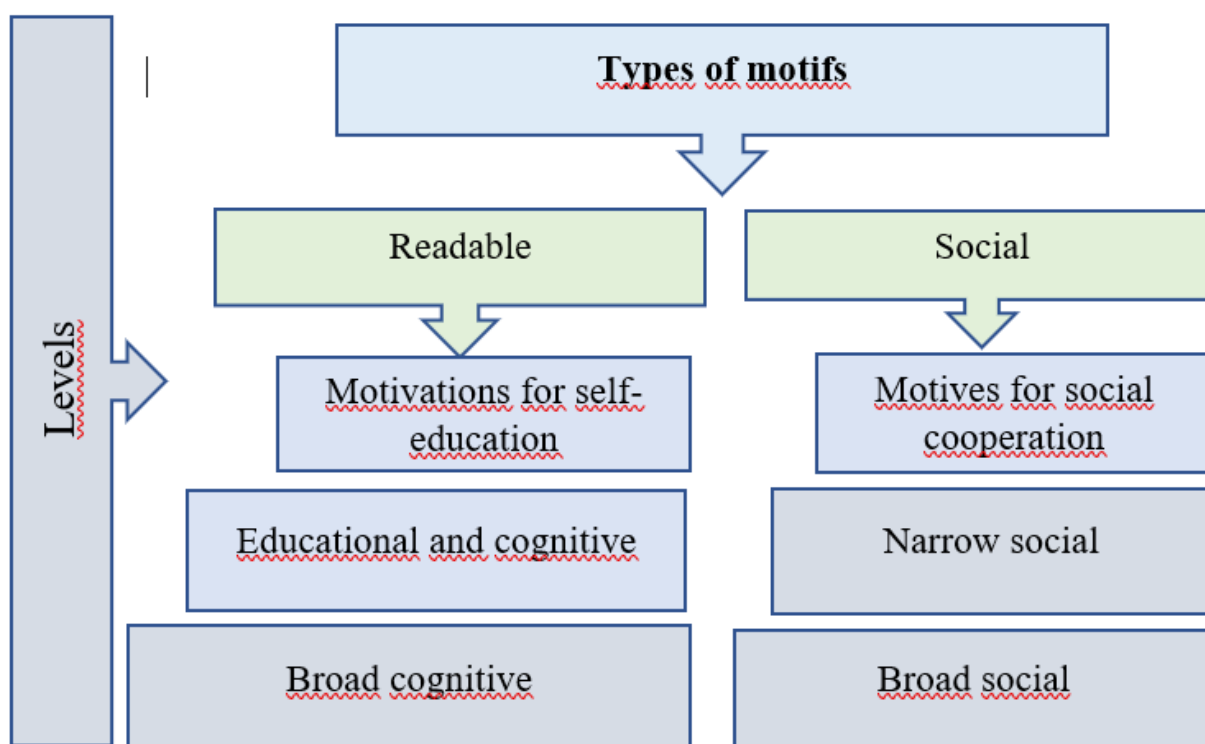 Types of motifs
Readable
Social
Levels
Motivations for self-
education
Motives for social
cooperation
Educational and cognitive
Narrow social
Broad cognitive
Broad social